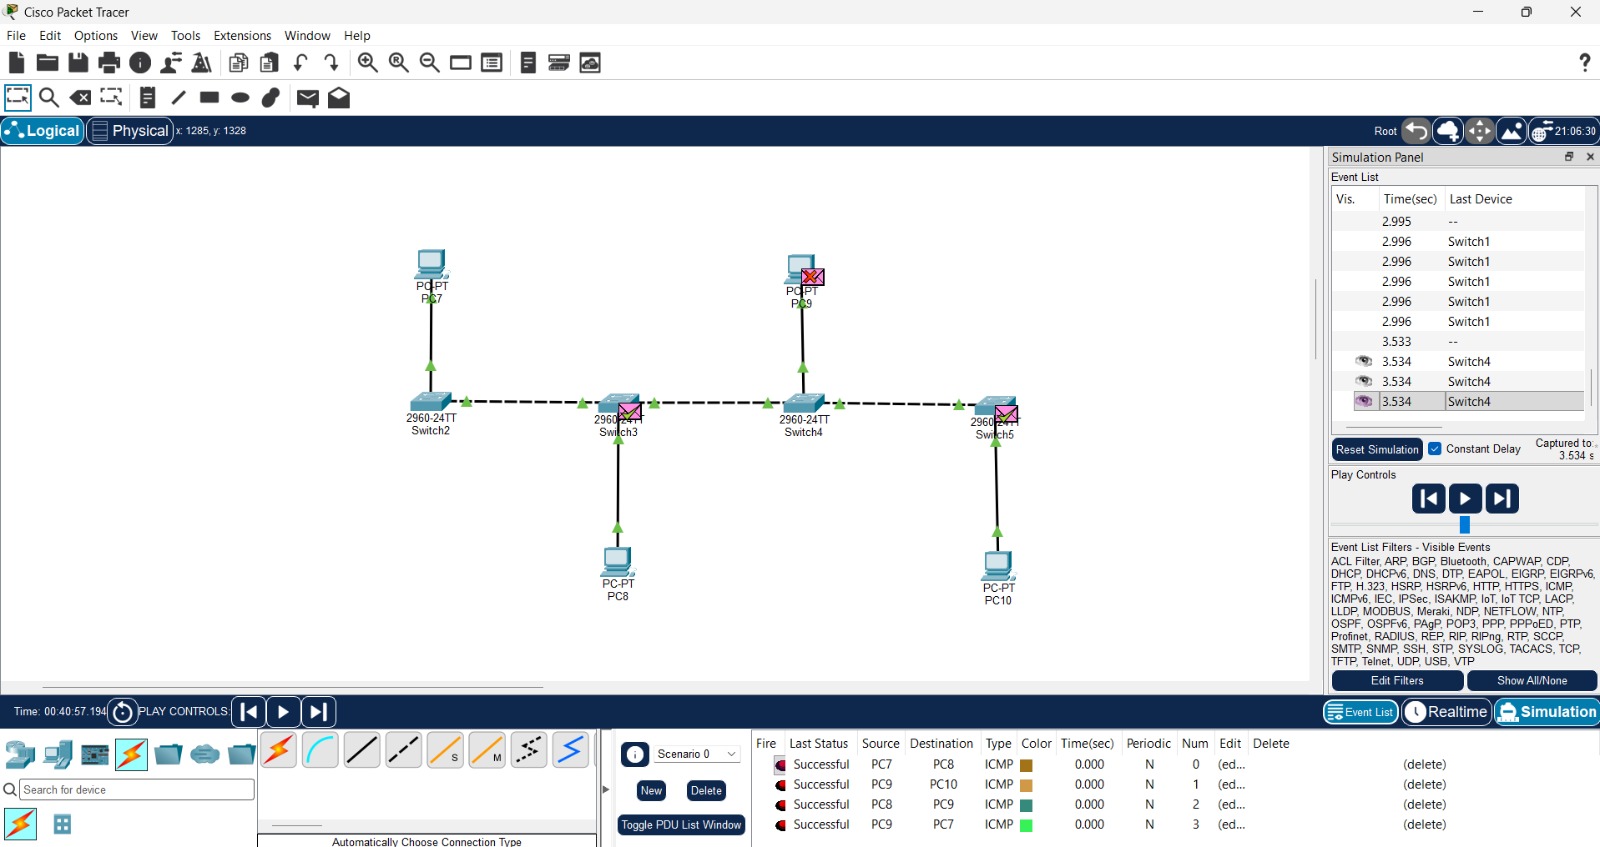 Cisco Packet Tracer
File Edit Options View Tools Extensions Window Help
Logical Physical x: 1285, y: 1328 Root 21:06:30
Simulation Panel
Event List
Vis. Time(sec) Last Device
2.995 --
2.996 Switch1
2.996 Switch1
2.996 Switch1
2.996 Switch1
2.996 Switch1
3.533 --
3.534 Switch4
3.534 Switch4
3.534 Switch4
Reset Simulation Constant Delay Captured to:
3.534 s
Play Controls
Event List Filters - Visible Events
ACL Filter, ARP, BGP, Bluetooth, CAPWAP, CDP,
DHCP, DHCPv6, DNS, DTP, EAPOL, EIGRP, EIGRPv6,
FTP, H.323, HSRP, HSRPv6, HTTP, HTTPS, ICMP,
ICMPv6, IEC, IPSec, ISAKMP, IoT, IoT TCP, LACP,
LLDP, MODBUS, Meraki, NDP, NETFLOW, NTP,
OSPF, OSPFv6, PAgP, POP3, PPP, PPPoED, PTP,
Profinet, RADIUS, REP, RIP, RIPng, RTP, SCCP,
SMTP, SNMP, SSH, STP, SYSLOG, TACACS, TCP,
TFTP, Telnet, UDP, USB, VTP
Edit Filters Show All/None
PC-PT
PC7
PC-PT
PC9
2960-24TT
Switch2
2960-24TT
Switch3
2960-24TT
Switch4
2960-24TT
Switch5
PC-PT
PC8
PC-PT
PC10
Time: 00:40:57.194 PLAY CONTROLS: Event List Realtime Simulation
Search for device
S M
Automatically Choose Connection Type
Scenario 0
New Delete
Toggle PDU List Window
Fire Last Status Source Destination Type Color Time(sec) Periodic Num Edit Delete
Successful PC7 PC8 ICMP 0.000 N 0 (ed... (delete)
Successful PC9 PC10 ICMP 0.000 N 1 (ed... (delete)
Successful PC8 PC9 ICMP 0.000 N 2 (ed... (delete)
Successful PC9 PC7 ICMP 0.000 N 3 (ed... (delete)